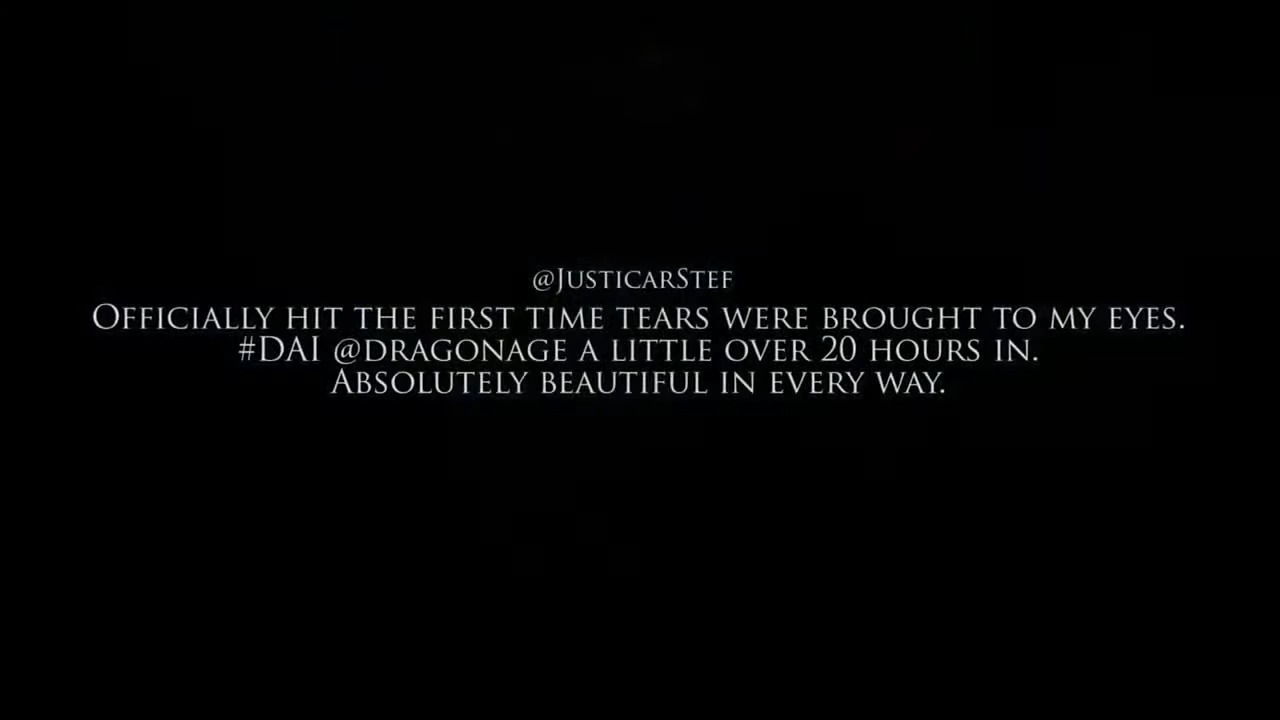 @JusticarStef
Officially hit the first time tears were brought to my eyes.
#DAI @dragonage a little over 20 hours in.
Absolutely beautiful in every way.